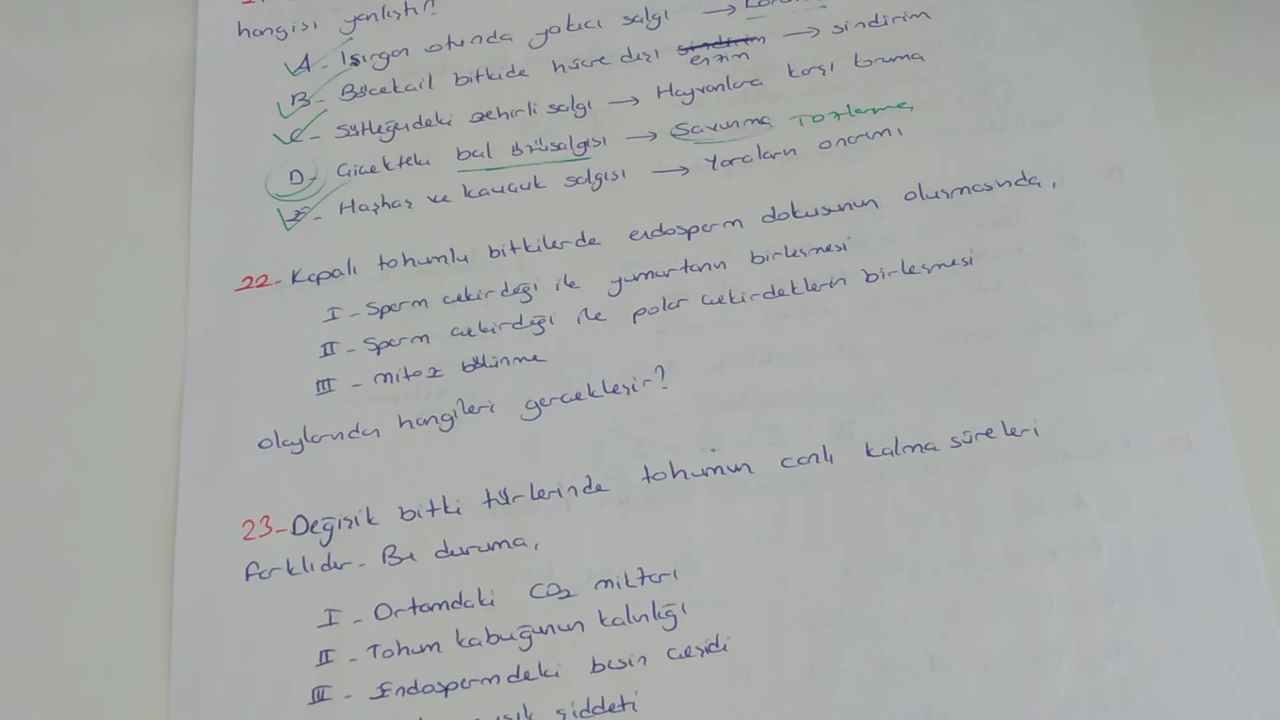 hangisi yanlıştır?
A- Isırgan otunda yakıcı salgı →
B- Böcekçil bitkide hücre dışı sindirim enzim → sindirim
C- Sütleğendeki zehirli salgı → Hayvanlara karşı koruma
D- Çiçekteki bal özü salgısı → Savunma Tozlaşma
E- Haşhaş ve kauçuk salgısı → Yaraların onarımı
22- Kapalı tohumlu bitkilerde endosperm dokusunun oluşmasında,
I - Sperm çekirdeği ile yumurtanın birleşmesi
II - Sperm çekirdeği ile polar çekirdeklerin birleşmesi
III - mitoz bölünme
olaylarından hangileri gerçekleşir?
23- Değişik bitki türlerinde tohumun canlı kalma süreleri
farklıdır. Bu duruma,
I - Ortamdaki CO2 miktarı
II - Tohum kabuğunun kalınlığı
III - Endospermdeki besin çeşidi
ışık şiddeti